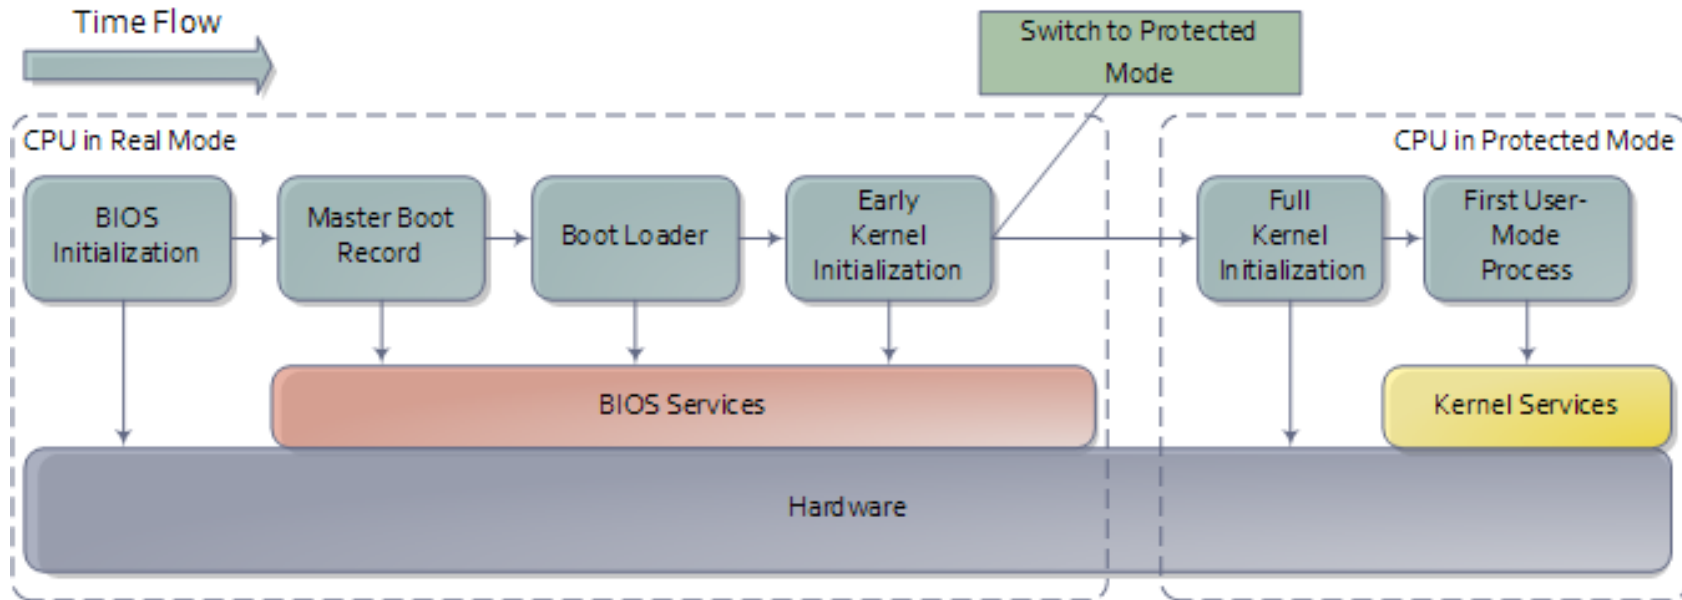 Time Flow
Switch to Protected
Mode
CPU in Real Mode
CPU in Protected Mode
BIOS
Initialization
Master Boot
Record
Boot Loader
Early
Kernel
Initialization
Full
Kernel
Initialization
First User-
Mode
Process
BIOS Services
Kernel Services
Hardware